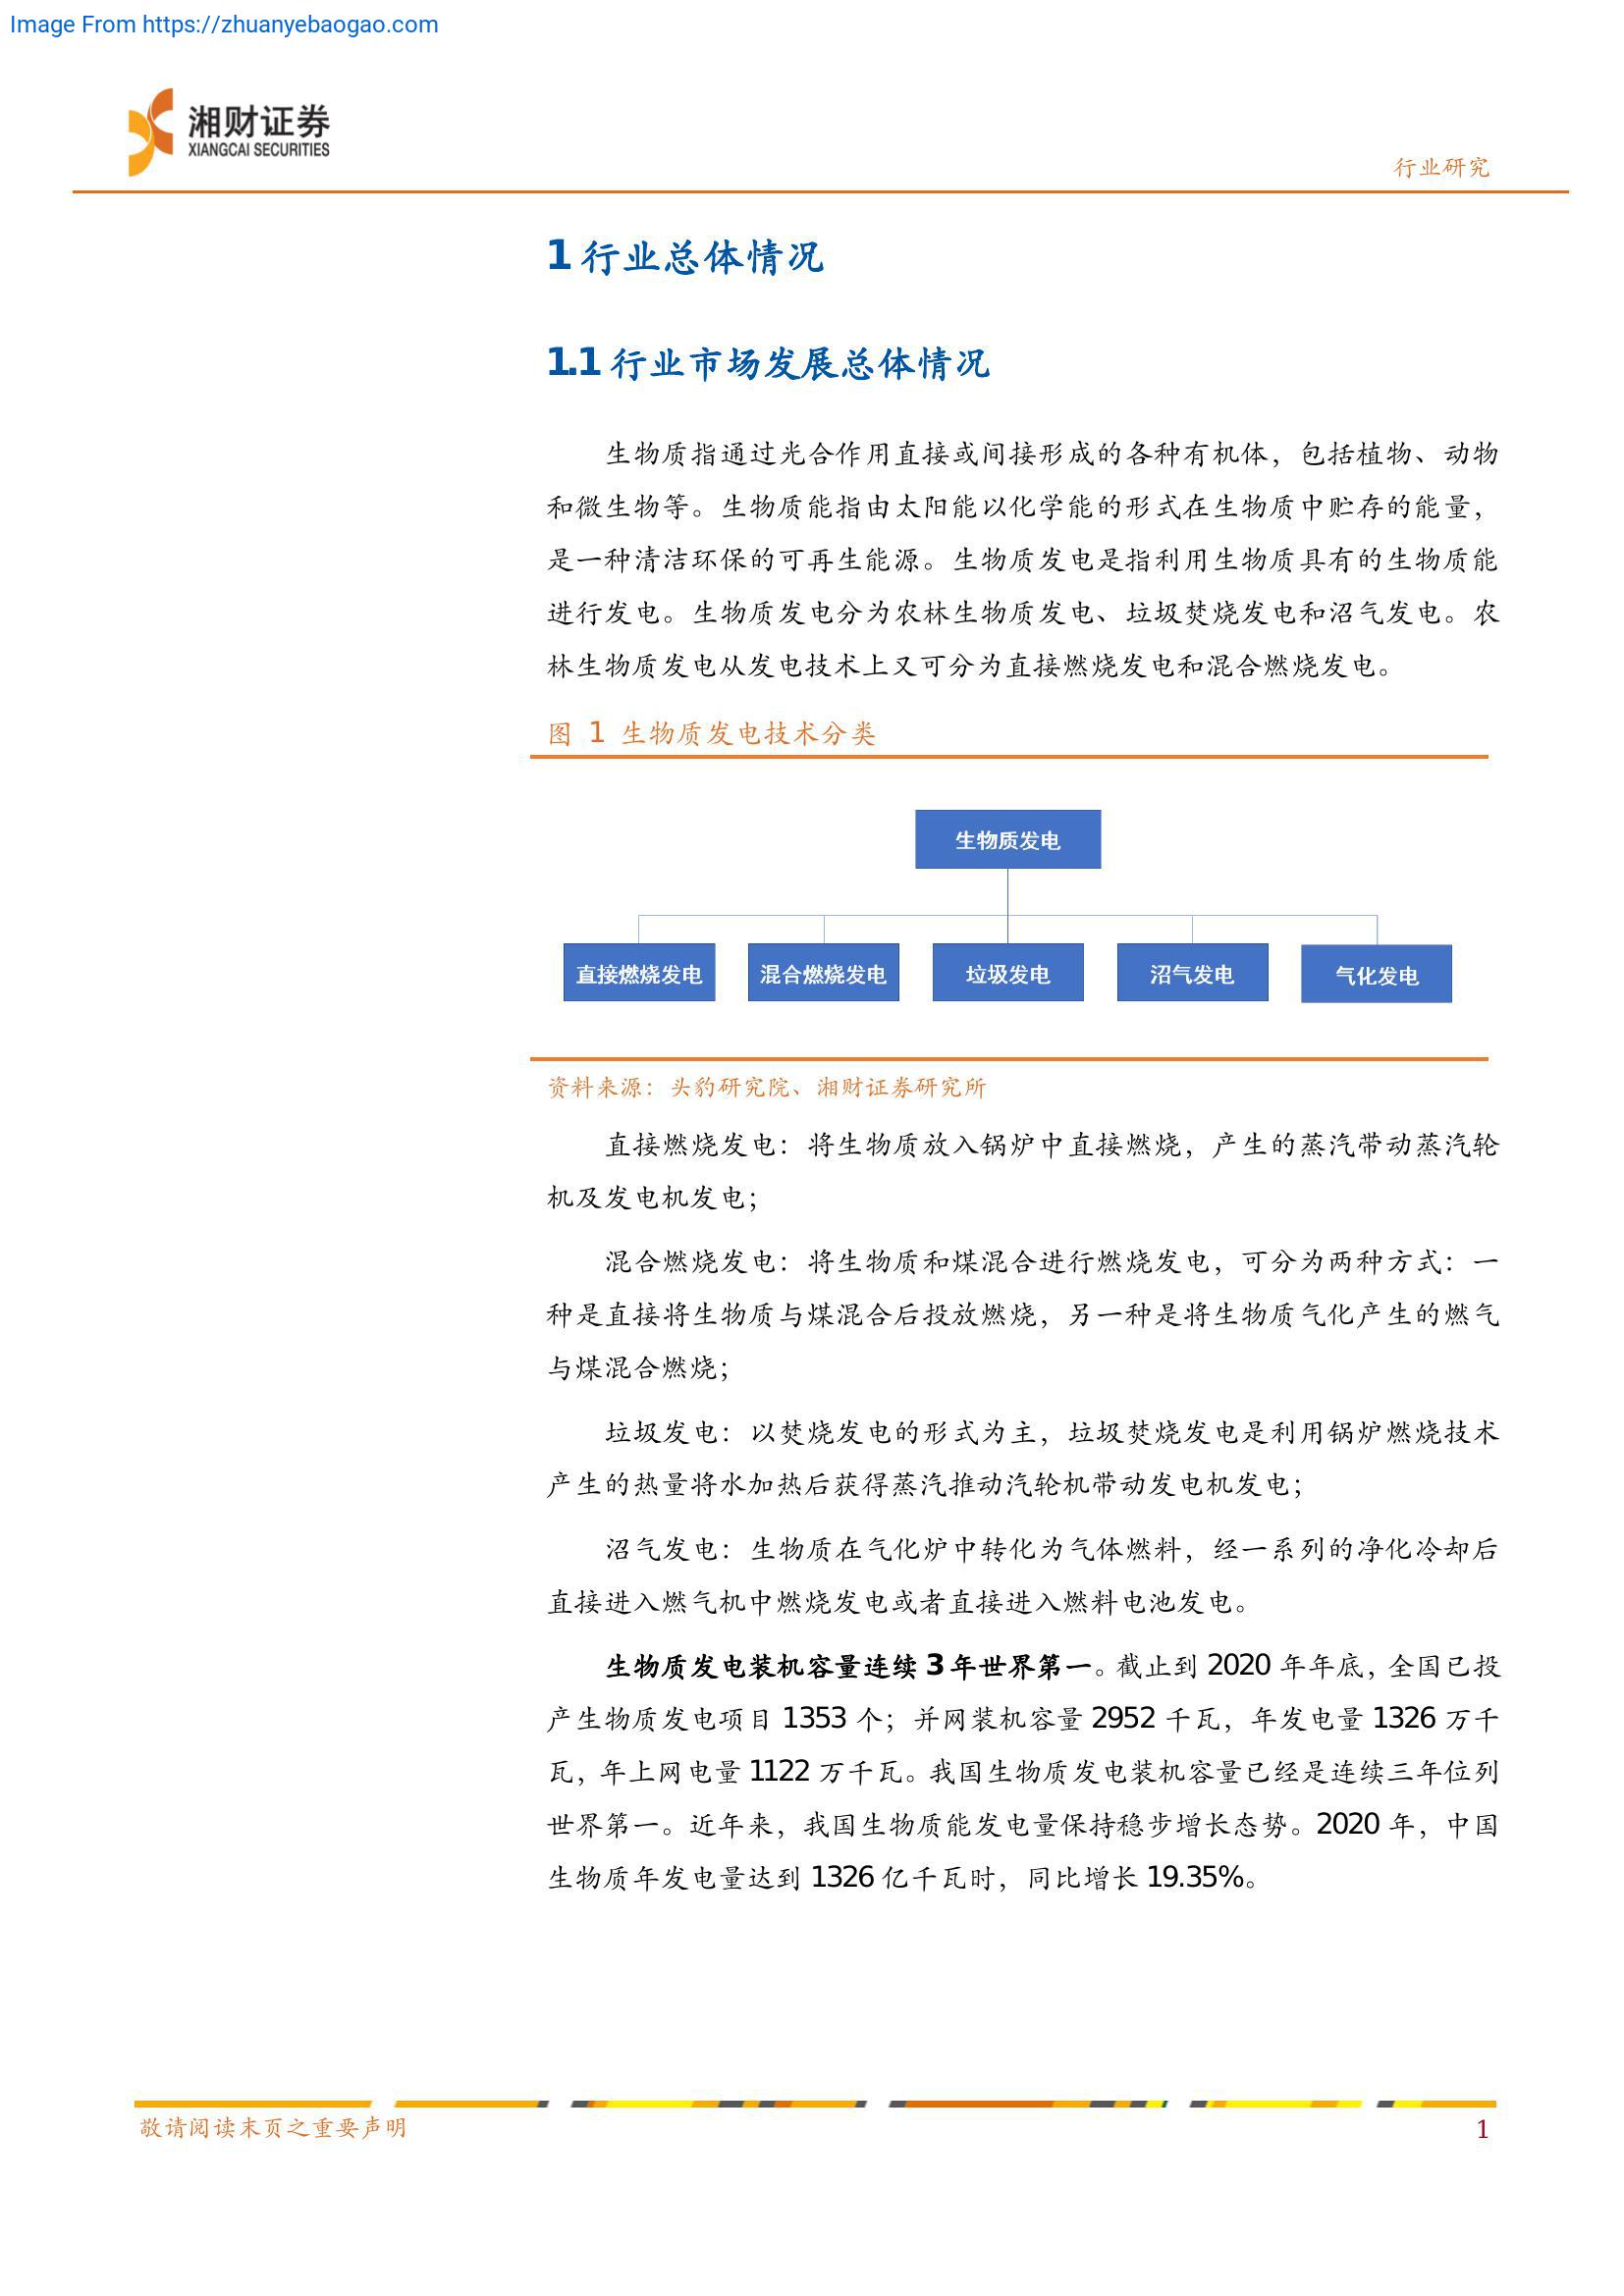 Image From https://zhuanyebaogao.com
湘财证券
XIANGCAI SECURITIES
行业研究
1 行业总体情况
1.1 行业市场发展总体情况
生物质指通过光合作用直接或间接形成的各种有机体，包括植物、动物
和微生物等。生物质能指由太阳能以化学能的形式在生物质中贮存的能量，
是一种清洁环保的可再生能源。生物质发电是指利用生物质具有的生物质能
进行发电。生物质发电分为农林生物质发电、垃圾焚烧发电和沼气发电。农
林生物质发电从发电技术上又可分为直接燃烧发电和混合燃烧发电。
图 1 生物质发电技术分类
生物质发电
直接燃烧发电 混合燃烧发电 垃圾发电 沼气发电 气化发电
资料来源：头豹研究院、湘财证券研究所
直接燃烧发电：将生物质放入锅炉中直接燃烧，产生的蒸汽带动蒸汽轮
机及发电机发电；
混合燃烧发电：将生物质和煤混合进行燃烧发电，可分为两种方式：一
种是直接将生物质与煤混合后投放燃烧，另一种是将生物质气化产生的燃气
与煤混合燃烧；
垃圾发电：以焚烧发电的形式为主，垃圾焚烧发电是利用锅炉燃烧技术
产生的热量将水加热后获得蒸汽推动汽轮机带动发电机发电；
沼气发电：生物质在气化炉中转化为气体燃料，经一系列的净化冷却后
直接进入燃气机中燃烧发电或者直接进入燃料电池发电。
生物质发电装机容量连续 3 年世界第一。截止到 2020 年年底，全国已投
产生物质发电项目 1353 个；并网装机容量 2952 千瓦，年发电量 1326 万千
瓦，年上网电量 1122 万千瓦。我国生物质发电装机容量已经是连续三年位列
世界第一。近年来，我国生物质能发电量保持稳步增长态势。2020 年，中国
生物质年发电量达到 1326 亿千瓦时，同比增长 19.35%。
敬请阅读末页之重要声明
1